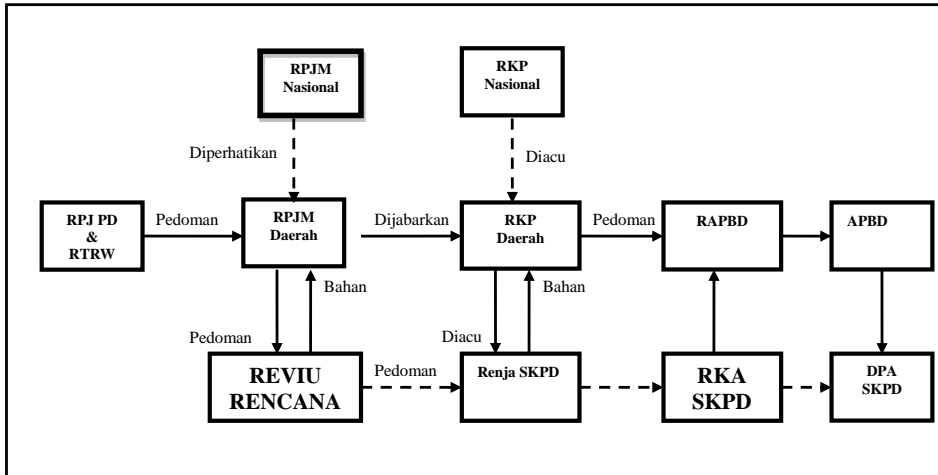 RPJM
Nasional
RKP
Nasional
Diperhatikan
Diacu
RPJ PD
&
RTRW
Pedoman
RPJM
Daerah
Dijabarkan
RKP
Daerah
Pedoman
RAPBD
APBD
Bahan
Bahan
Pedoman
Diacu
REVIU
RENCANA
Pedoman
Renja SKPD
RKA
SKPD
DPA
SKPD